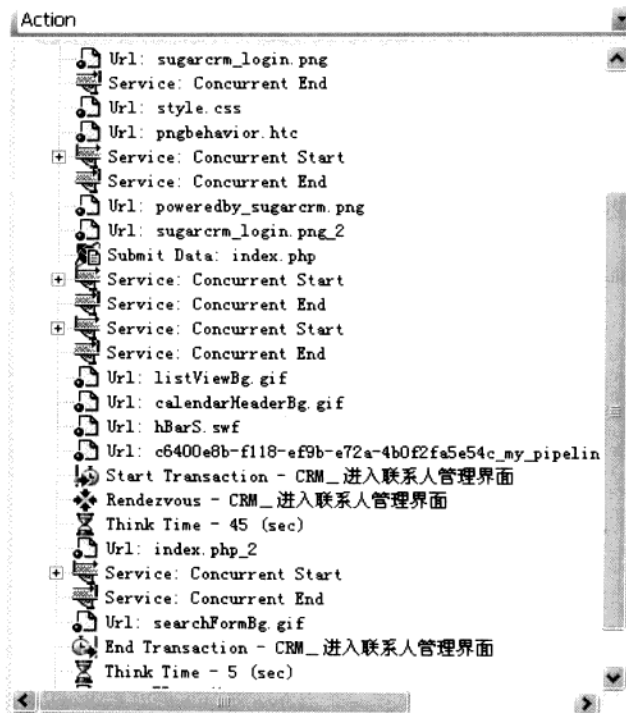 Action
Url: sugarcrm_login.png
Service: Concurrent End
Url: style.css
Url: pngbehavior.htc
Service: Concurrent Start
Service: Concurrent End
Url: poweredby_sugarcrm.png
Url: sugarcrm_login.png_2
Submit Data: index.php
Service: Concurrent Start
Service: Concurrent End
Service: Concurrent Start
Service: Concurrent End
Url: listViewBg.gif
Url: calendarHeaderBg.gif
Url: hBarS.swf
Url: c6400e8b-f118-ef9b-e72a-4b0f2fa5e54c_my_pipelin
Start Transaction - CRM_进入联系人管理界面
Rendezvous - CRM_进入联系人管理界面
Think Time - 45 (sec)
Url: index.php_2
Service: Concurrent Start
Service: Concurrent End
Url: searchFormBg.gif
End Transaction - CRM_进入联系人管理界面
Think Time - 5 (sec)